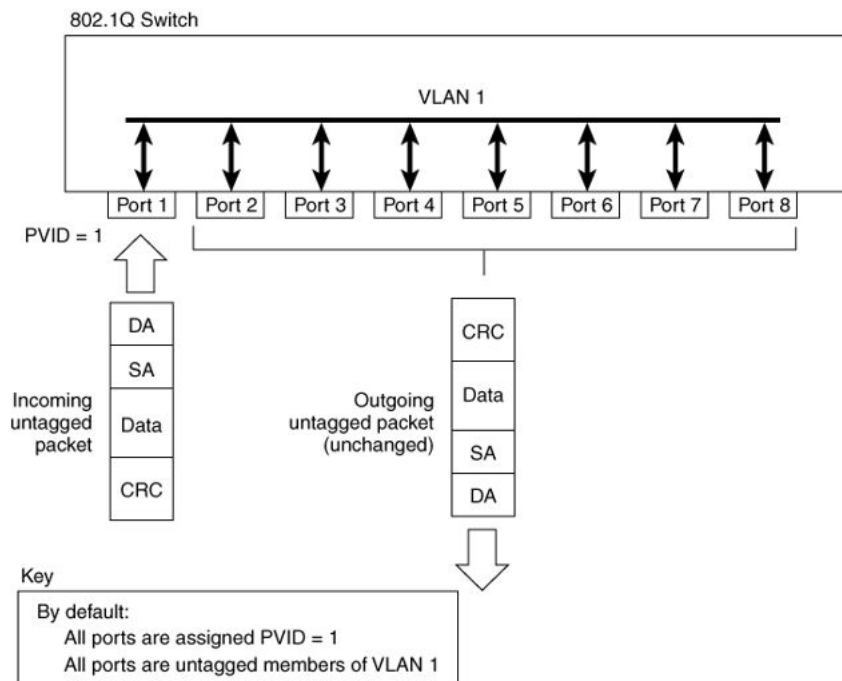 802.1Q Switch
VLAN 1
Port 1
Port 2
Port 3
Port 4
Port 5
Port 6
Port 7
Port 8
PVID = 1
Incoming
untagged
packet
DA
SA
Data
CRC
Outgoing
untagged packet
(unchanged)
CRC
Data
SA
DA
Key
By default:
All ports are assigned PVID = 1
All ports are untagged members of VLAN 1